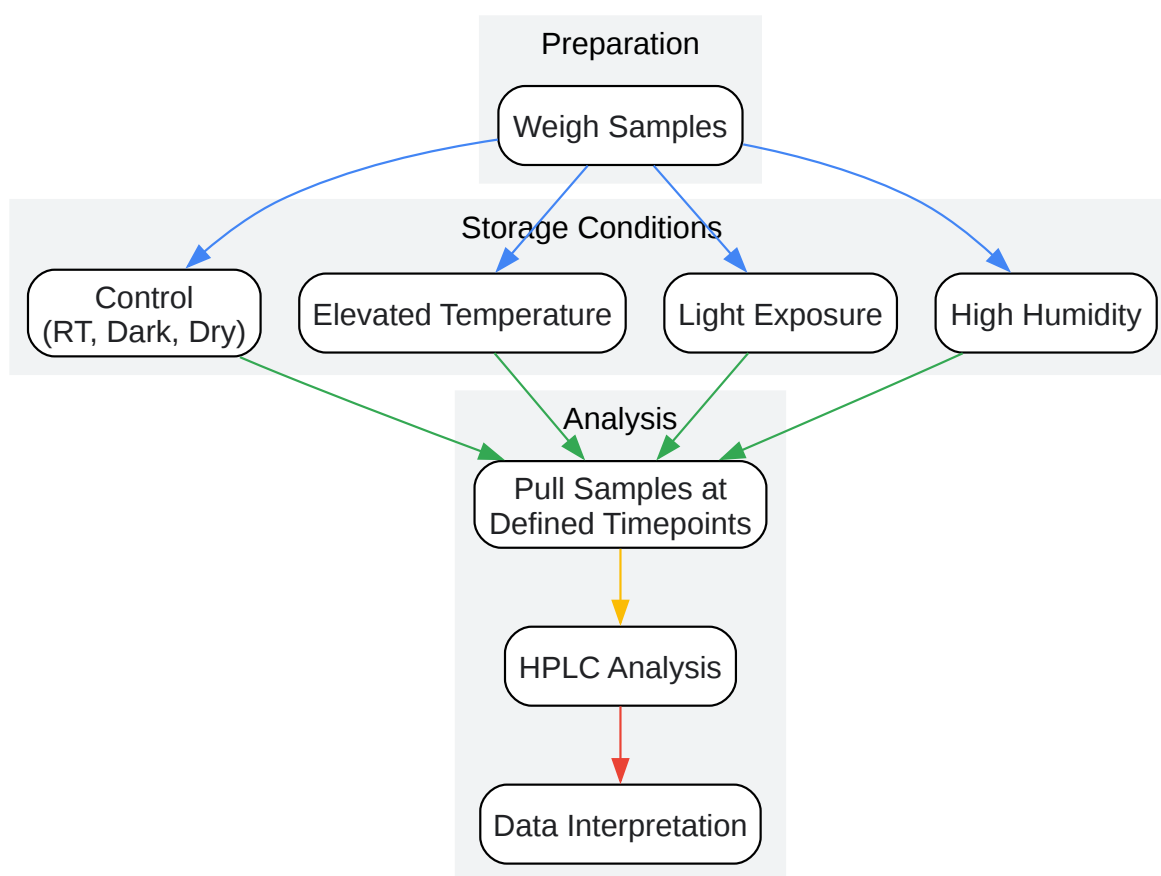 Preparation
Weigh Samples
Storage Conditions
Control
(RT, Dark, Dry)
Elevated Temperature
Light Exposure
High Humidity
Analysis
Pull Samples at
Defined Timepoints
HPLC Analysis
Data Interpretation